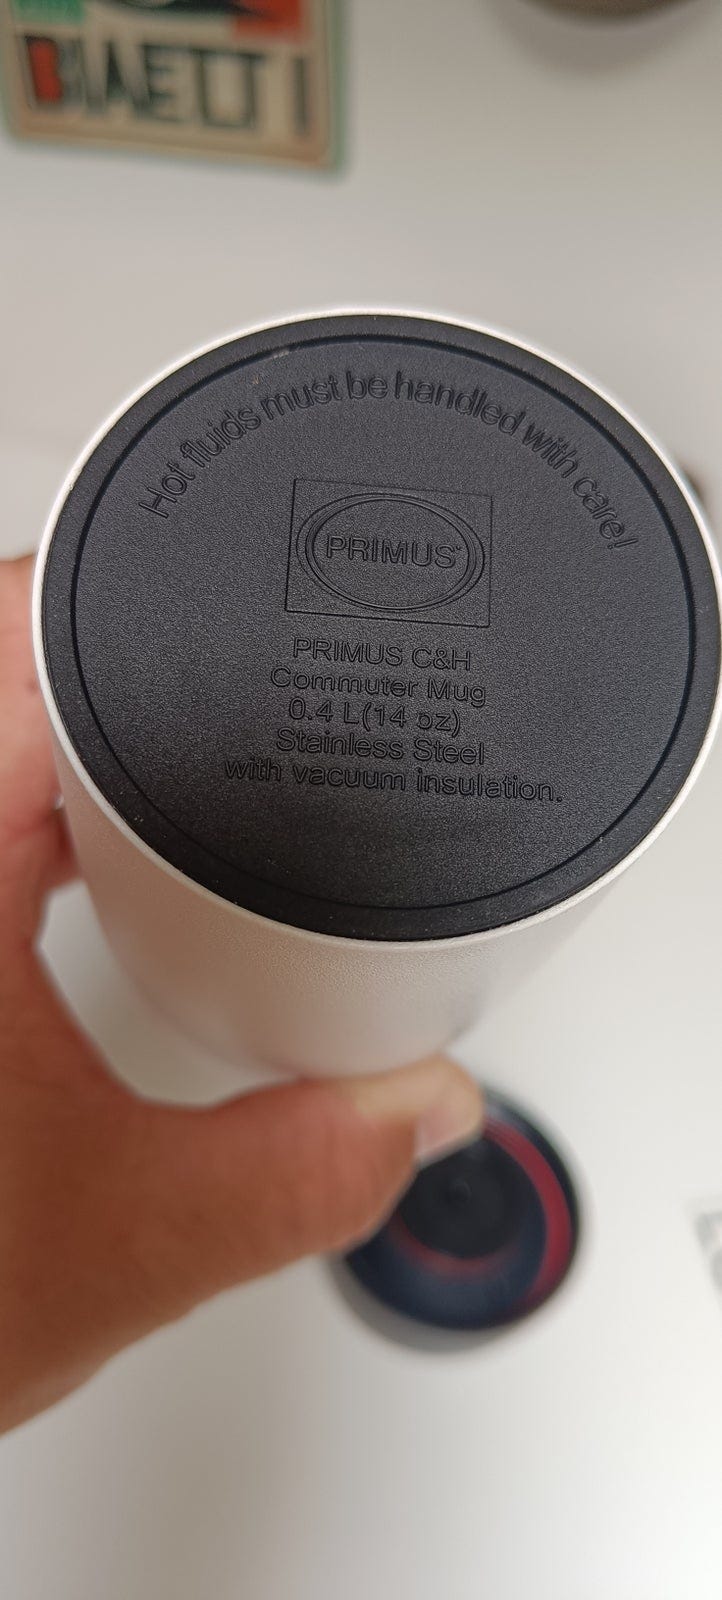 BIALETTI
Hot fluids must be handled with care!
PRIMUS
PRIMUS C&H
Commuter Mug
0.4 L(14 oz)
Stainless Steel
with vacuum insulation.